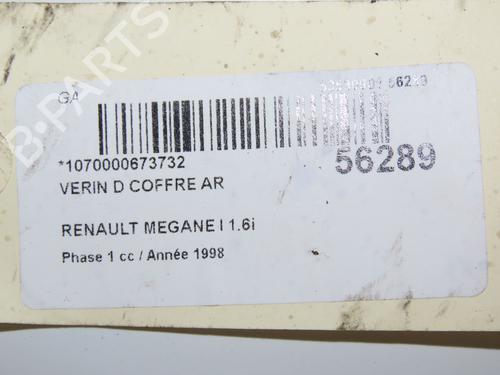 B-PARTS
GA
*1070000673732
56289
VERIN D COFFRE AR
RENAULT MEGANE I 1.6i
Phase 1 cc / Année 1998